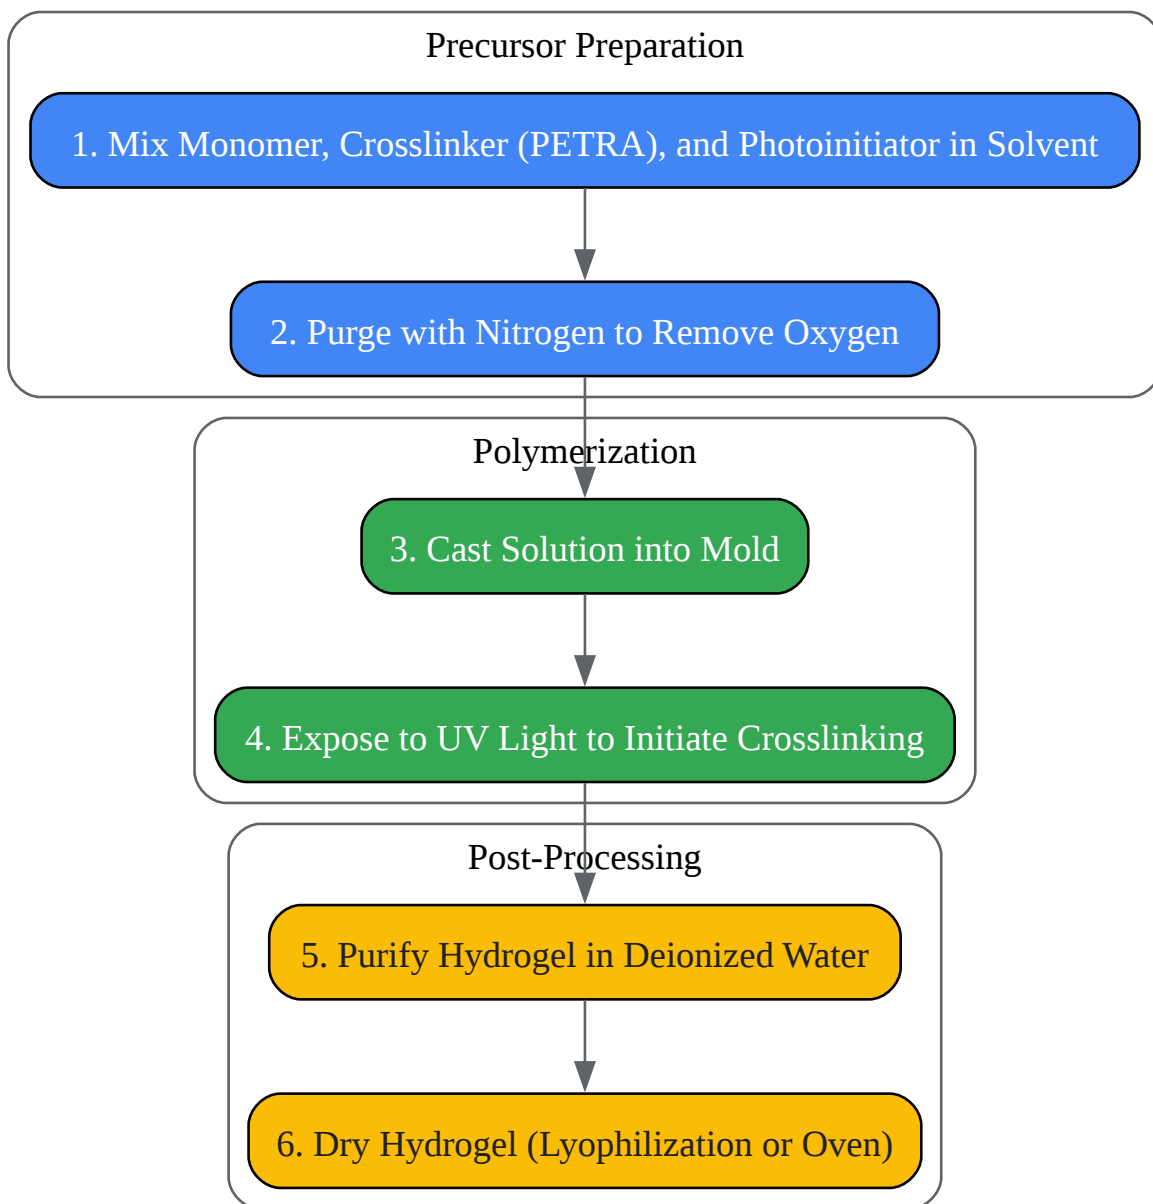 Precursor Preparation
1. Mix Monomer, Crosslinker (PETRA), and Photoinitiator in Solvent
2. Purge with Nitrogen to Remove Oxygen
Polymerization
3. Cast Solution into Mold
4. Expose to UV Light to Initiate Crosslinking
Post-Processing
5. Purify Hydrogel in Deionized Water
6. Dry Hydrogel (Lyophilization or Oven)